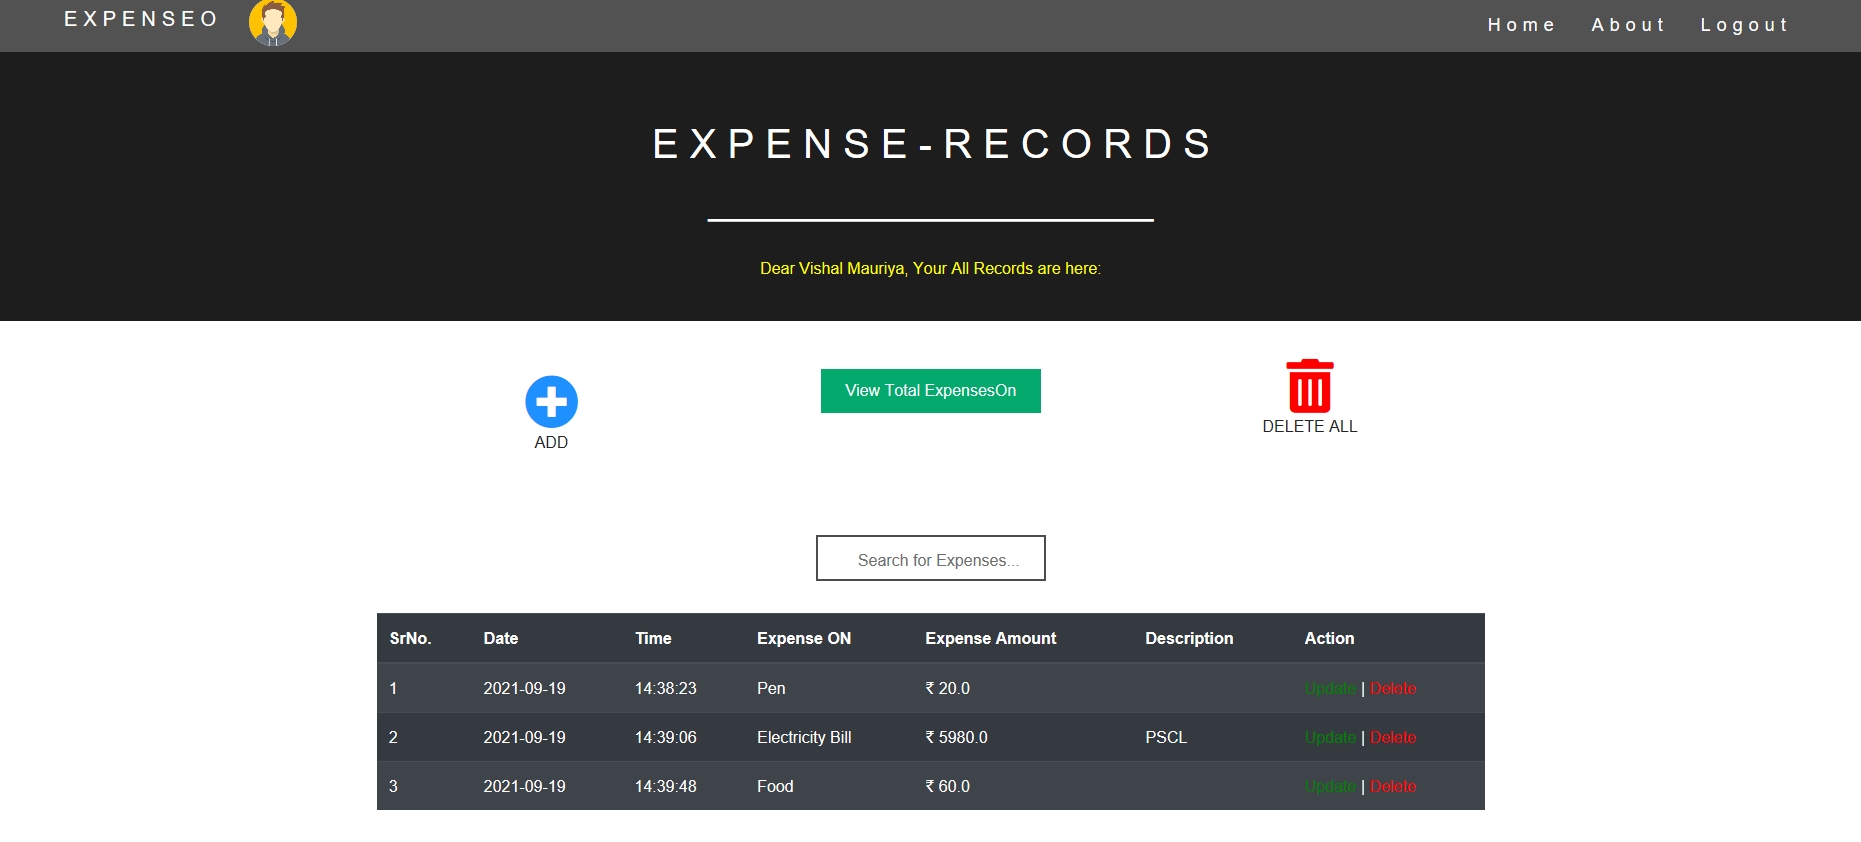 EXPENSEO
Home About Logout
EXPENSE-RECORDS
Dear Vishal Mauriya, Your All Records are here:
ADD
View Total ExpensesOn
DELETE ALL
Search for Expenses...
SrNo. Date Time Expense ON Expense Amount Description Action
1 2021-09-19 14:38:23 Pen ₹ 20.0 Update | Delete
2 2021-09-19 14:39:06 Electricity Bill ₹ 5980.0 PSCL Update | Delete
3 2021-09-19 14:39:48 Food ₹ 60.0 Update | Delete